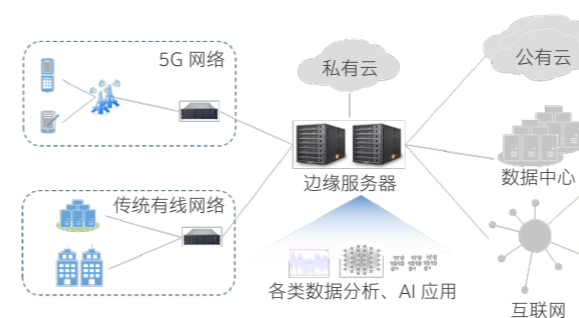 5G 网络
私有云
公有云
边缘服务器
数据中心
传统有线网络
各类数据分析、AI 应用
互联网